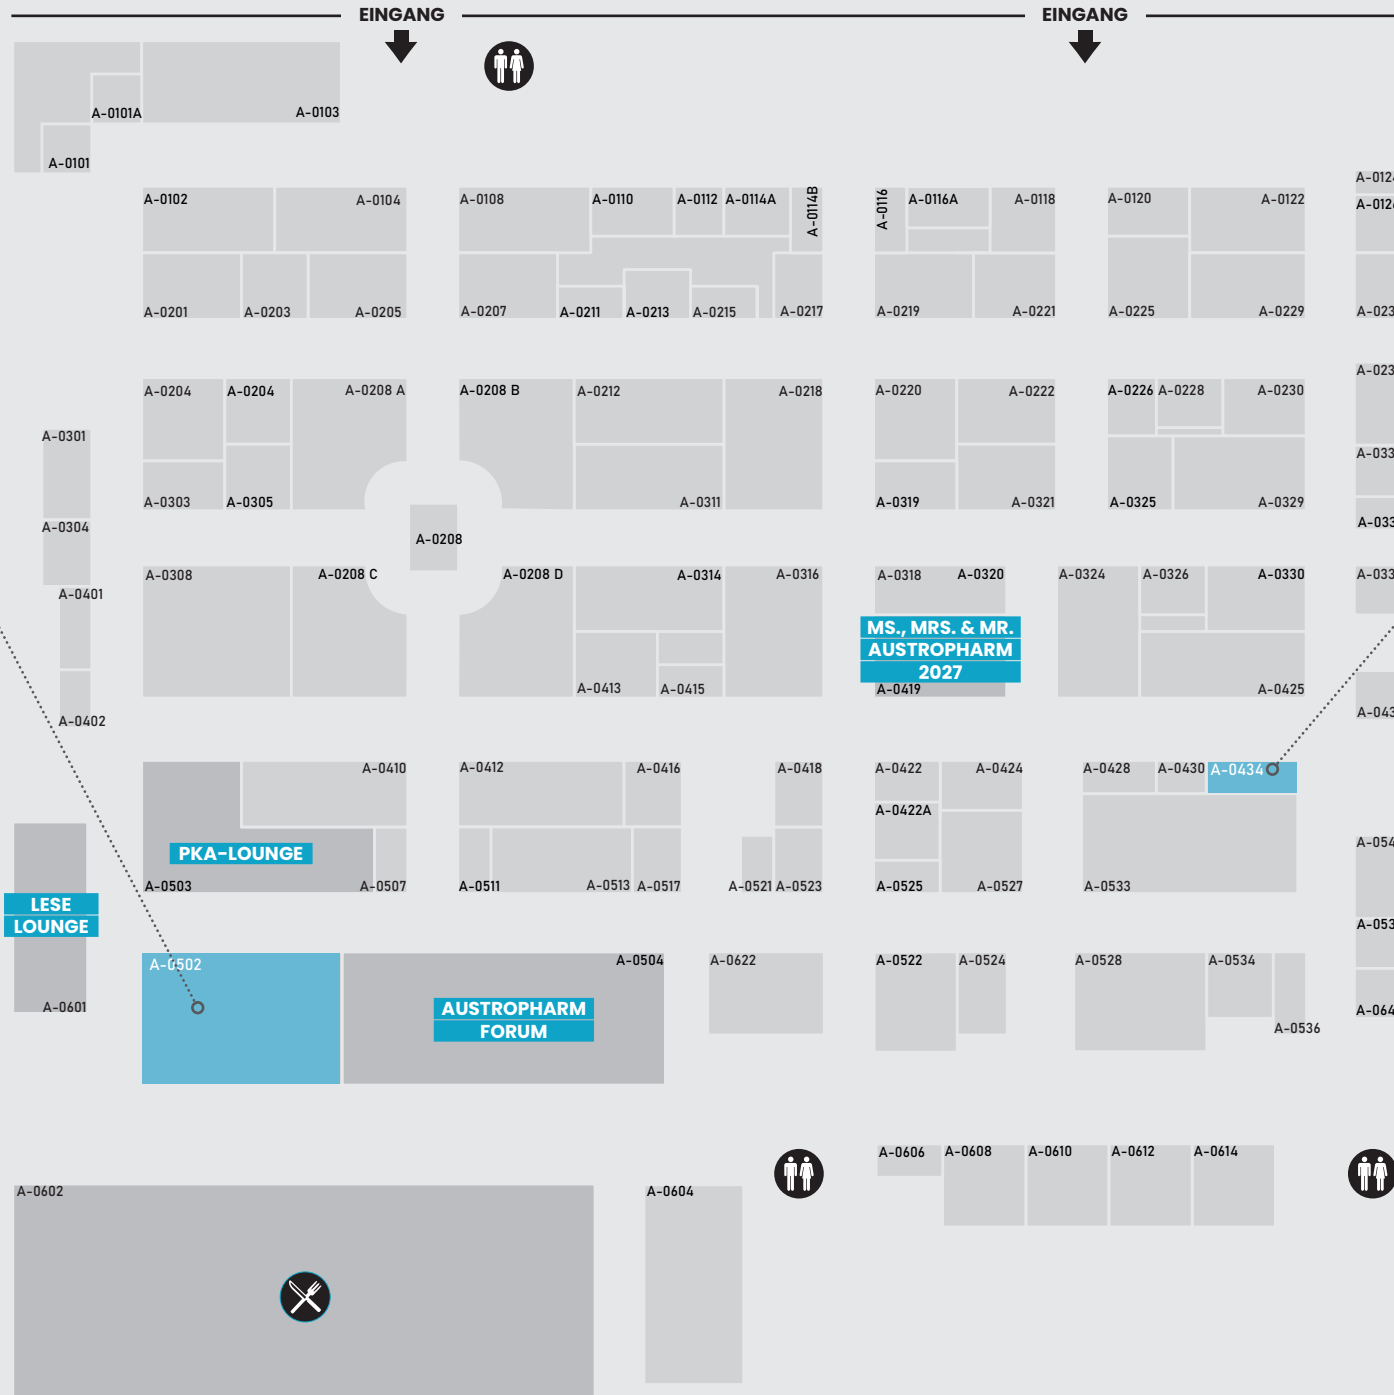 EINGANG EINGANG
A-0101A A-0103
A-0101
A-0102 A-0104 A-0108 A-0110 A-0112 A-0114A A-0114B A-0116 A-0116A A-0118 A-0120 A-0122
A-0201 A-0203 A-0205 A-0207 A-0211 A-0213 A-0215 A-0217 A-0219 A-0221 A-0225 A-0229
A-0204 A-0204 A-0208 A A-0208 B A-0212 A-0218 A-0220 A-0222 A-0226 A-0228 A-0230
A-0301
A-0303 A-0305 A-0311 A-0319 A-0321 A-0325 A-0329
A-0304
A-0208
A-0308 A-0208 C A-0208 D A-0314 A-0316 A-0318 A-0320 A-0324 A-0326 A-0330
A-0401
MS., MRS. & MR.
AUSTROPHARM
2027
A-0413 A-0415 A-0419 A-0425
A-0402
A-0410 A-0412 A-0416 A-0418 A-0422 A-0424 A-0428 A-0430 A-0434
A-0422A
PKA-LOUNGE
A-0503 A-0507 A-0511 A-0513 A-0517 A-0521 A-0523 A-0525 A-0527 A-0533
LESE
LOUNGE
A-0502 A-0504 A-0622 A-0522 A-0524 A-0528 A-0534
A-0601
AUSTROPHARM
FORUM
A-0536
A-0606 A-0608 A-0610 A-0612 A-0614
A-0602 A-0604